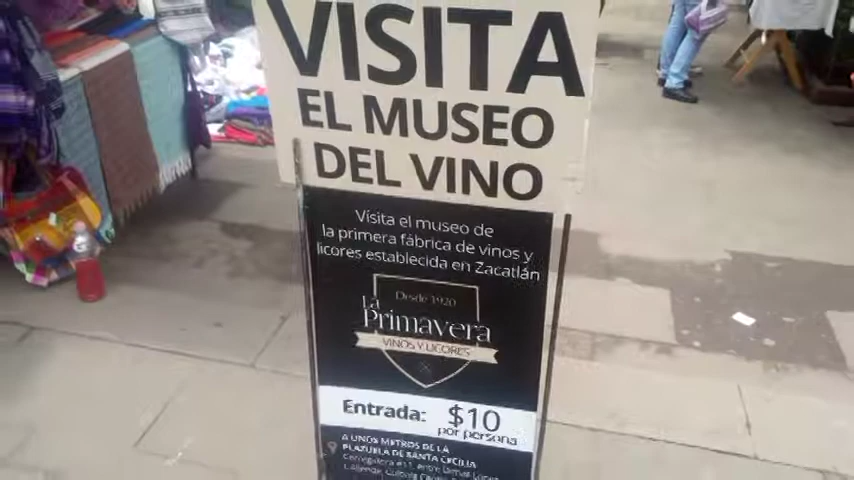 VISITA
EL MUSEO
DEL VINO
Visita el museo de
la primera fábrica de vinos y
licores establecida en Zacatlán
Desde 1920
La
Primavera
VINOS Y LICORES
Entrada: $10
por persona
A UNOS METROS DE LA
PLAZUELA DE SANTA CECILIA